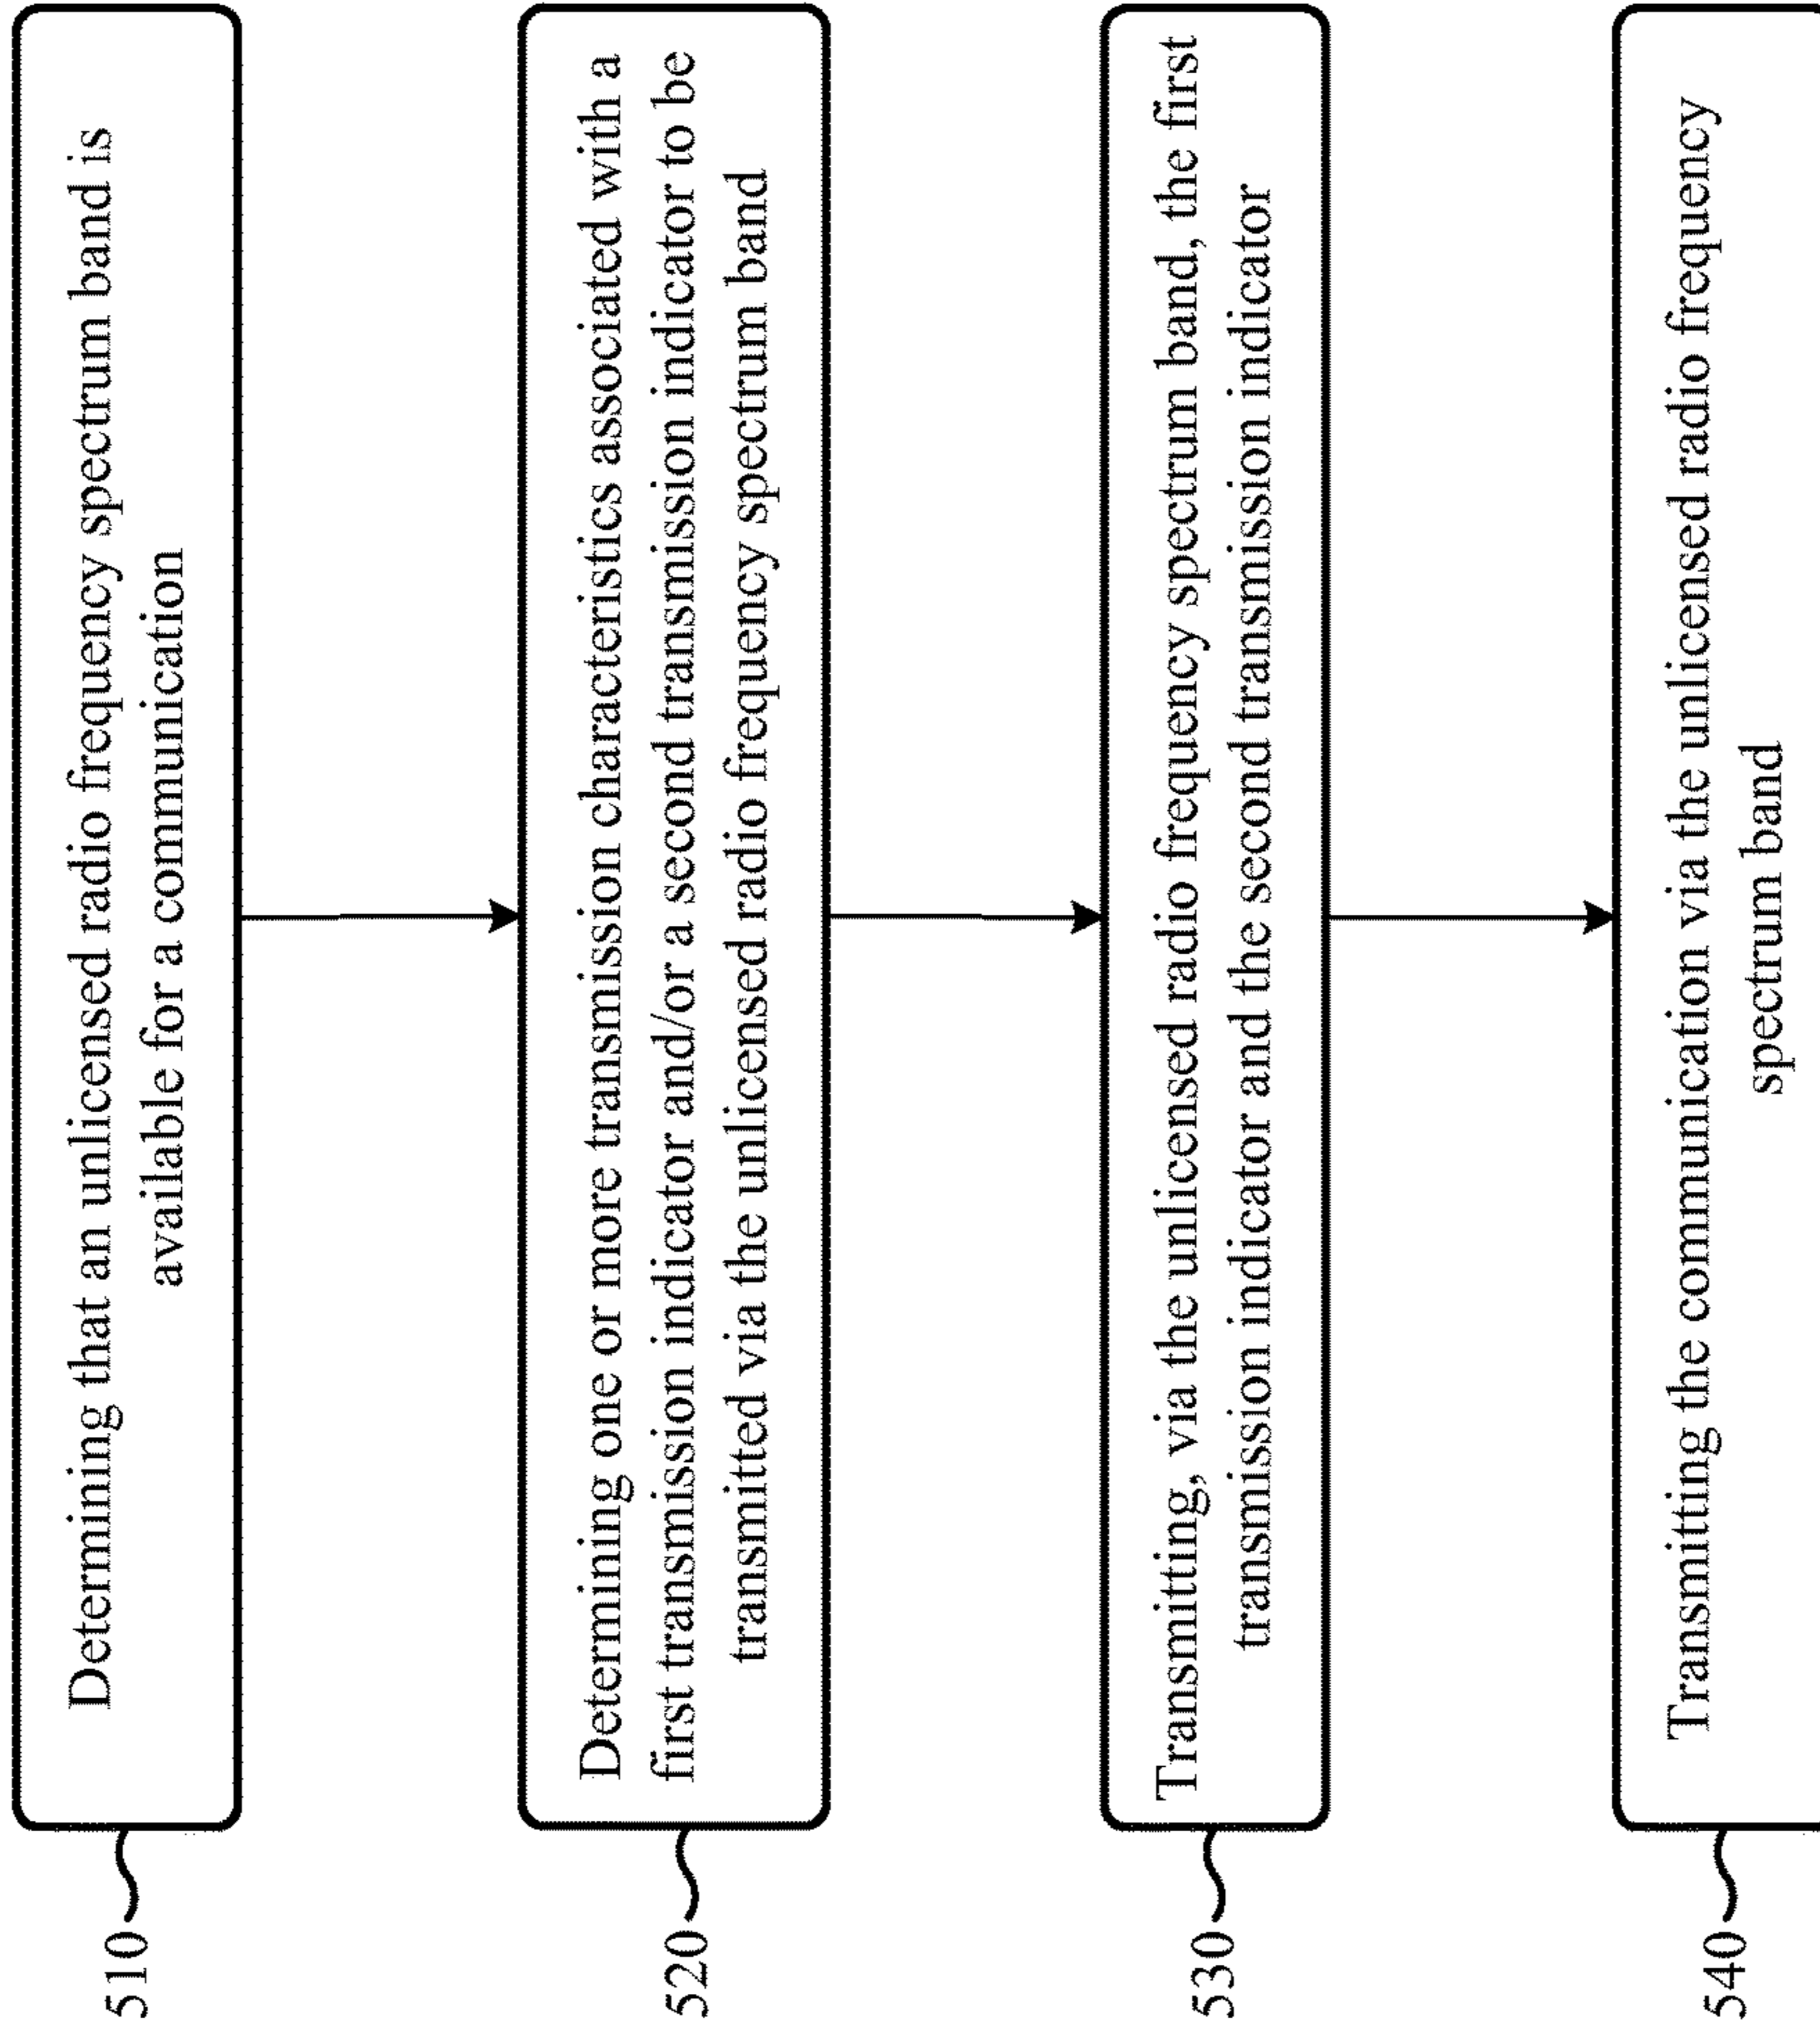 510
Determining that an unlicensed radio frequency spectrum band is
available for a communication
520
Determining one or more transmission characteristics associated with a
first transmission indicator and/or a second transmission indicator to be
transmitted via the unlicensed radio frequency spectrum band
530
Transmitting, via the unlicensed radio frequency spectrum band, the first
transmission indicator and the second transmission indicator
540
Transmitting the communication via the unlicensed radio frequency
spectrum band